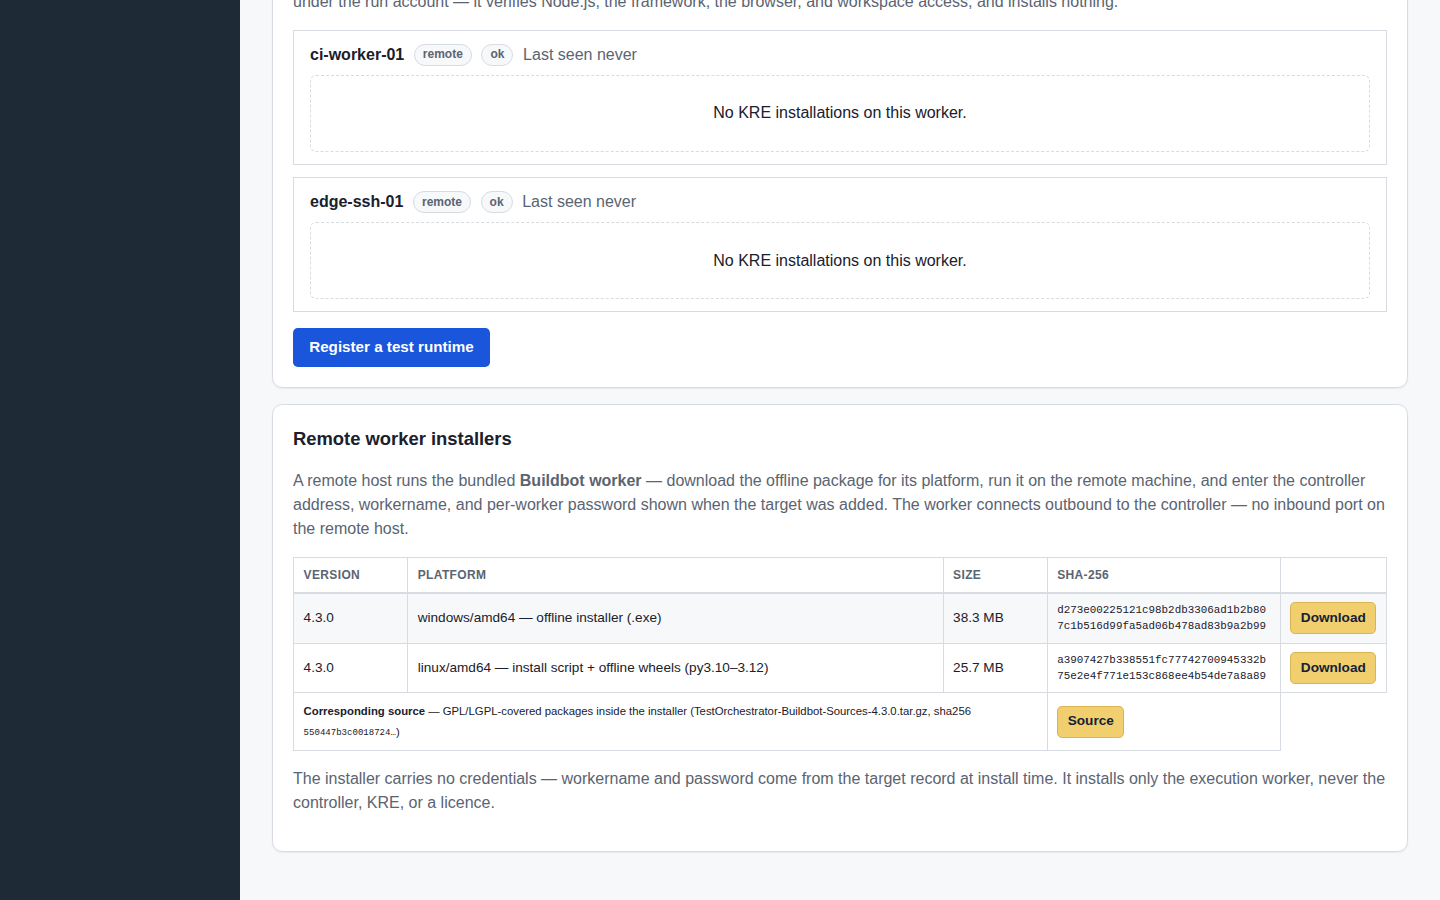 under the run account — it verifies Node.js, the framework, the browser, and workspace access, and installs nothing.
ci-worker-01 remote ok Last seen never
No KRE installations on this worker.
edge-ssh-01 remote ok Last seen never
No KRE installations on this worker.
Register a test runtime
Remote worker installers
A remote host runs the bundled Buildbot worker — download the offline package for its platform, run it on the remote machine, and enter the controller
address, workername, and per-worker password shown when the target was added. The worker connects outbound to the controller — no inbound port on
the remote host.
VERSION PLATFORM SIZE SHA-256
4.3.0 windows/amd64 — offline installer (.exe) 38.3 MB d273e00225121c98b2db3306ad1b2b80
7c1b516d99fa5ad06b478ad83b9a2b99 Download
4.3.0 linux/amd64 — install script + offline wheels (py3.10–3.12) 25.7 MB a3907427b338551fc77742700945332b
75e2e4f771e153c868ee4b54de7a8a89 Download
Corresponding source — GPL/LGPL-covered packages inside the installer (TestOrchestrator-Buildbot-Sources-4.3.0.tar.gz, sha256
550447b3c0018724…) Source
The installer carries no credentials — workername and password come from the target record at install time. It installs only the execution worker, never the
controller, KRE, or a licence.